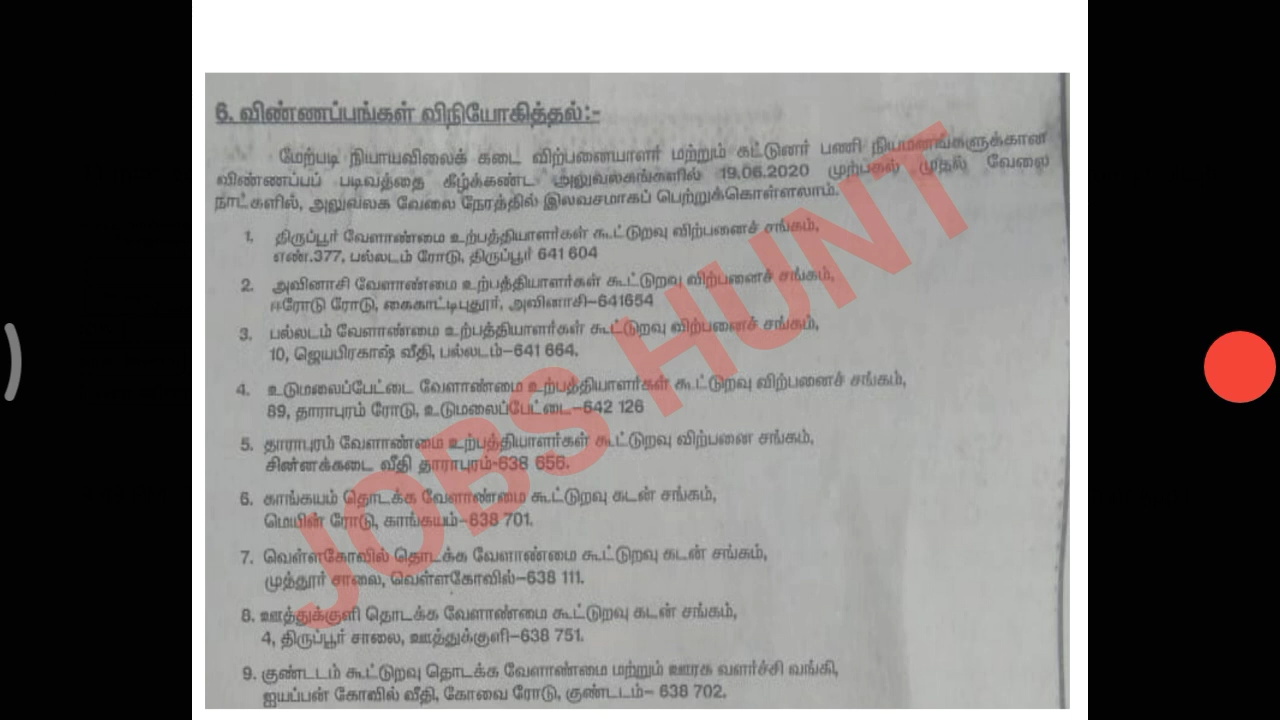 6. விண்ணப்பங்கள் விநியோகித்தல்:-
மேற்படி நியாயவிலைக் கடை விற்பனையாளர் மற்றும் கட்டுனர் பணி நியமனங்களுக்கான
விண்ணப்பப் படிவத்தை கீழ்க்கண்ட அலுவலகங்களில் 19.06.2020 முற்பகல் முதல் வேலை
நாட்களில், அலுவலக வேலை நேரத்தில் இலவசமாகப் பெற்றுக்கொள்ளலாம்.
1. திருப்பூர் வேளாண்மை உற்பத்தியாளர்கள் கூட்டுறவு விற்பனைச் சங்கம்,
எண்.377, பல்லடம் ரோடு, திருப்பூர் 641 604
2. அவினாசி வேளாண்மை உற்பத்தியாளர்கள் கூட்டுறவு விற்பனைச் சங்கம்,
ஈரோடு ரோடு, கைகாட்டிபுதூர், அவினாசி-641654
3. பல்லடம் வேளாண்மை உற்பத்தியாளர்கள் கூட்டுறவு விற்பனைச் சங்கம்,
10, ஜெயபிரகாஷ் வீதி, பல்லடம்-641 664.
4. உடுமலைப்பேட்டை வேளாண்மை உற்பத்தியாளர்கள் கூட்டுறவு விற்பனைச் சங்கம்,
89, தாராபுரம் ரோடு, உடுமலைப்பேட்டை-642 126
5. தாராபுரம் வேளாண்மை உற்பத்தியாளர்கள் கூட்டுறவு விற்பனை சங்கம்,
சின்னக்கடை வீதி தாராபுரம்-638 656.
6. காங்கயம் தொடக்க வேளாண்மை கூட்டுறவு கடன் சங்கம்,
மெயின் ரோடு, காங்கயம்-638 701.
7. வெள்ளகோவில் தொடக்க வேளாண்மை கூட்டுறவு கடன் சங்கம்,
முத்தூர் சாலை, வெள்ளகோவில்-638 111.
8. ஊத்துக்குளி தொடக்க வேளாண்மை கூட்டுறவு கடன் சங்கம்,
4, திருப்பூர் சாலை, ஊத்துக்குளி-638 751.
9. குண்டடம் கூட்டுறவு தொடக்க வேளாண்மை மற்றும் ஊரக வளர்ச்சி வங்கி,
ஐயப்பன் கோவில் வீதி, கோவை ரோடு, குண்டடம்- 638 702.
JOBS HUNT